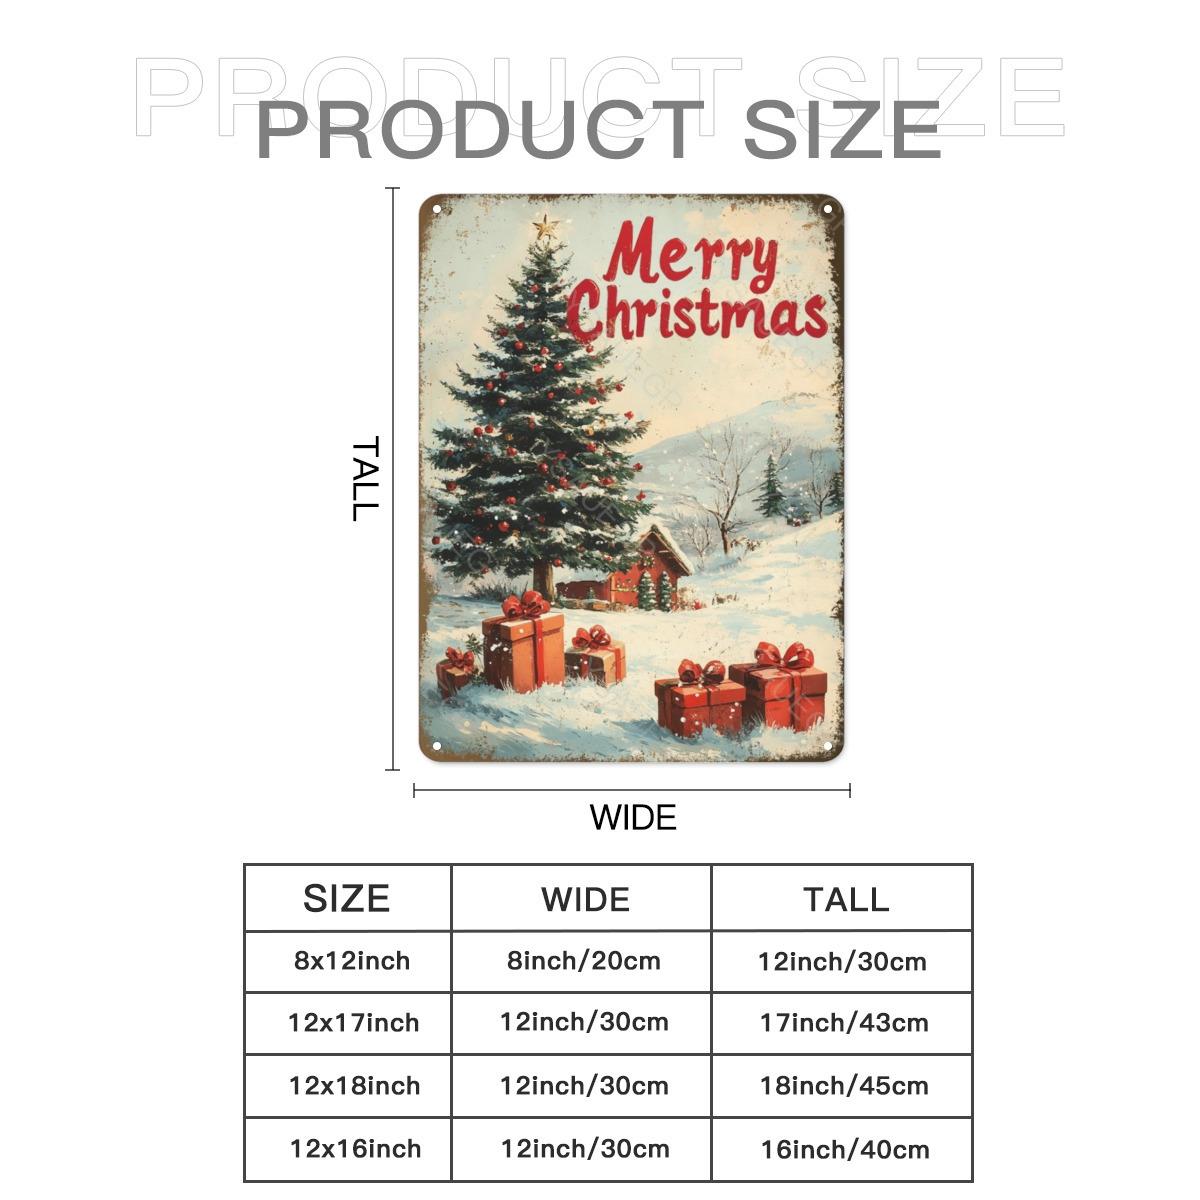 PRODUCT SIZE
PRODUCT SIZE
Merry
Christmas
TALL
WIDE
SIZE WIDE TALL
8x12inch 8inch/20cm 12inch/30cm
12x17inch 12inch/30cm 17inch/43cm
12x18inch 12inch/30cm 18inch/45cm
12x16inch 12inch/30cm 16inch/40cm